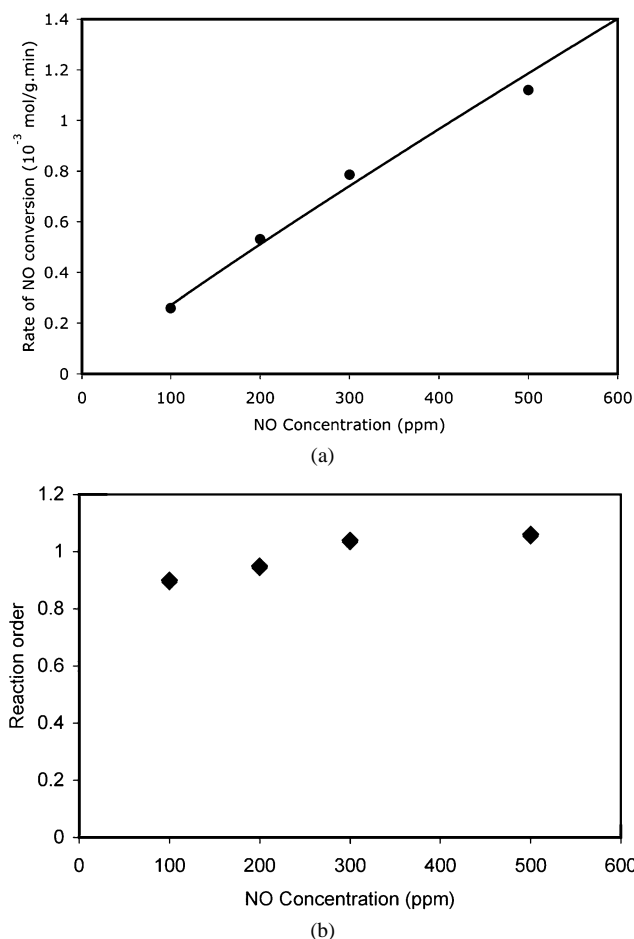 1.4
1.2
1
0.8
0.6
0.4
0.2
0
Rate of NO conversion (10⁻³ mol/g.min)
0 100 200 300 400 500 600
NO Concentration (ppm)
(a)
1.2
1
0.8
0.6
0.4
0.2
0
Reaction order
0 100 200 300 400 500 600
NO Concentration (ppm)
(b)